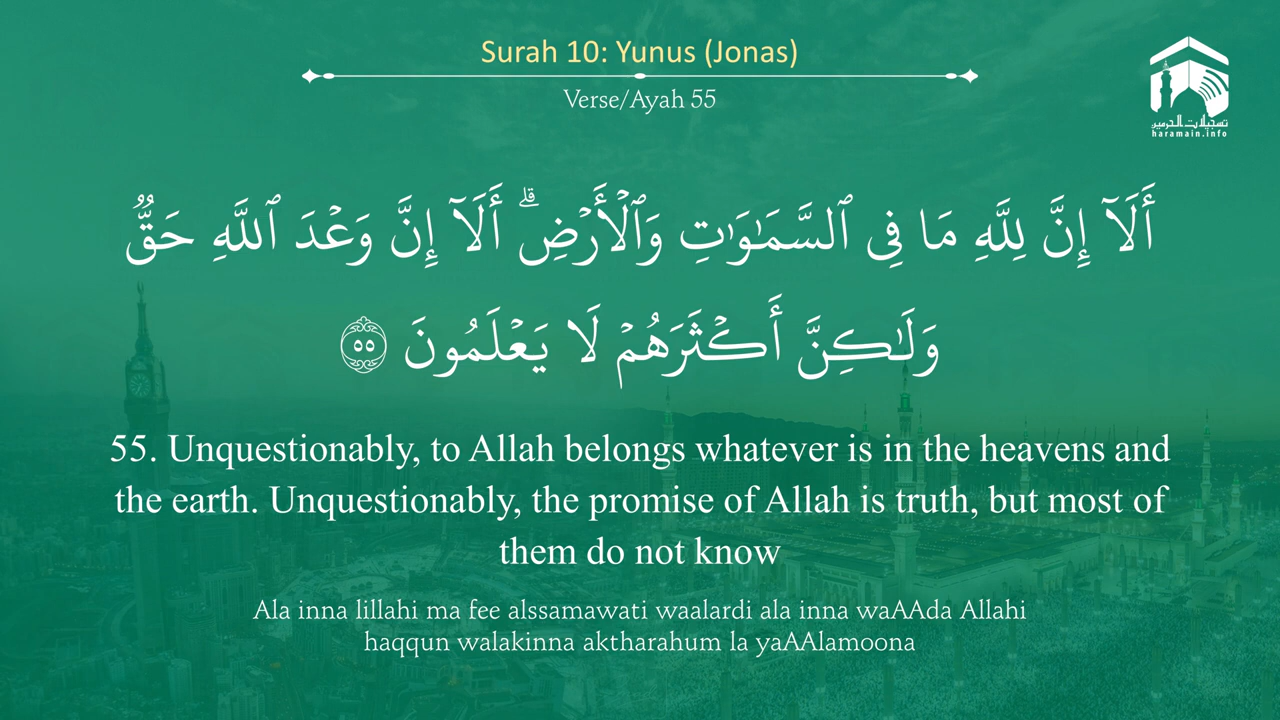 Surah 10: Yunus (Jonas)
Verse/Ayah 55
تسجيلات الحرمين
haramain.info
أَلَآ إِنَّ لِلَّهِ مَا فِى ٱلسَّمَـٰوَٰتِ وَٱلْأَرْضِ ۗ أَلَآ إِنَّ وَعْدَ ٱللَّهِ حَقٌّ
وَلَـٰكِنَّ أَكْثَرَهُمْ لَا يَعْلَمُونَ ٥٥
55. Unquestionably, to Allah belongs whatever is in the heavens and
the earth. Unquestionably, the promise of Allah is truth, but most of
them do not know
Ala inna lillahi ma fee alssamawati waalardi ala inna waAAda Allahi
haqqun walakinna aktharahum la yaAAlamoona